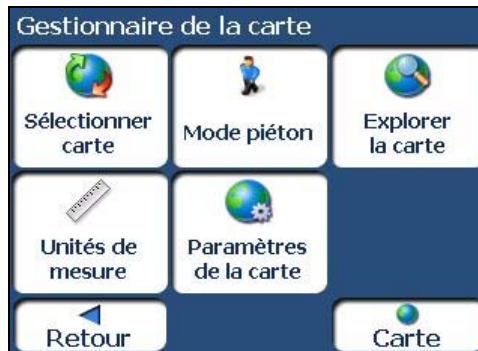 Gestionnaire de la carte
Sélectionner
carte
Mode piéton
Explorer
la carte
Unités de
mesure
Paramètres
de la carte
Retour
Carte